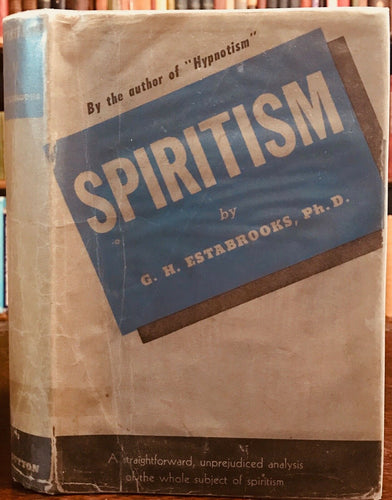 By the author of "Hypnotism"
SPIRITISM
by
G. H. ESTABROOKS, Ph. D.
A straightforward, unprejudiced analysis
of the whole subject of spiritism